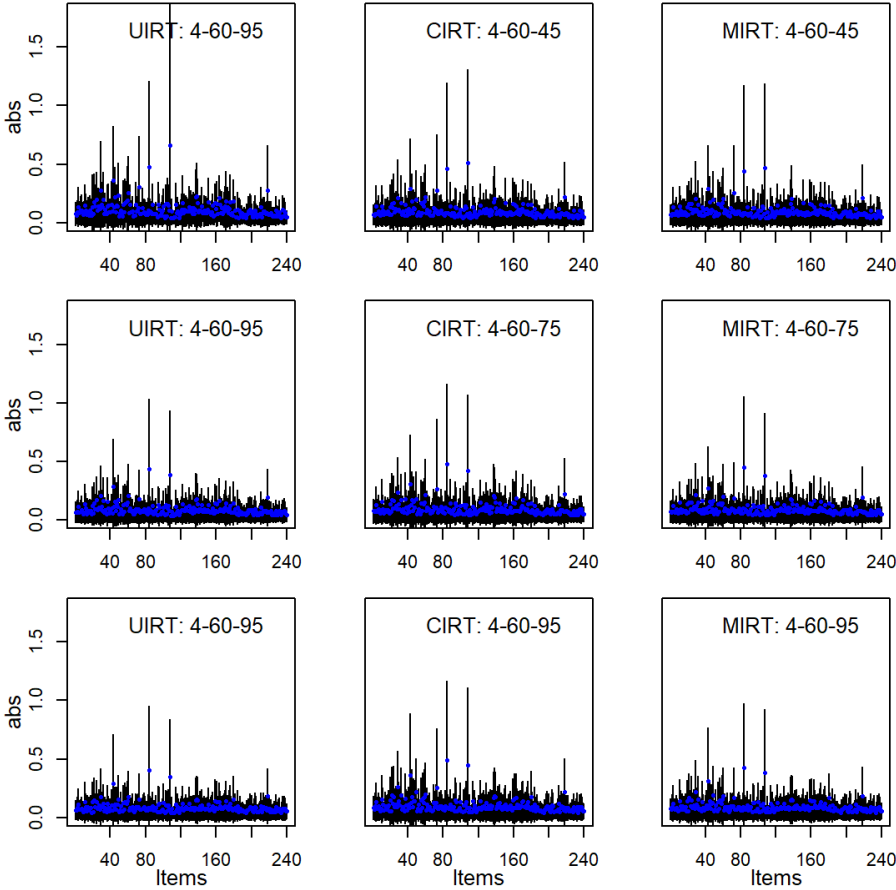 UIRT: 4-60-95 CIRT: 4-60-45 MIRT: 4-60-45
abs
0.0 0.5 1.0 1.5
40 80 160 240 40 80 160 240 40 80 160 240
UIRT: 4-60-95 CIRT: 4-60-75 MIRT: 4-60-75
abs
0.0 0.5 1.0 1.5
40 80 160 240 40 80 160 240 40 80 160 240
UIRT: 4-60-95 CIRT: 4-60-95 MIRT: 4-60-95
abs
0.0 0.5 1.0 1.5
40 80 160 240 40 80 160 240 40 80 160 240
Items Items Items